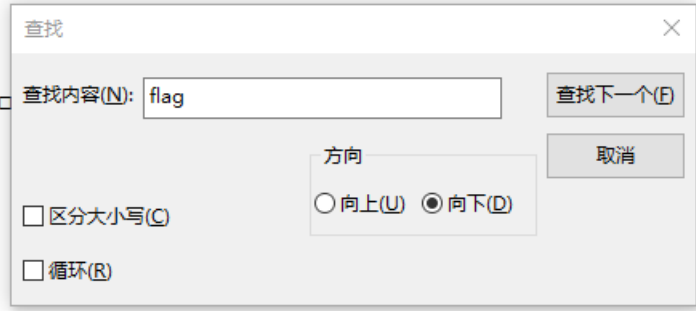 查找
查找内容(N): flag 查找下一个(F)
方向 取消
向上(U) 向下(D)
区分大小写(C)
循环(R)